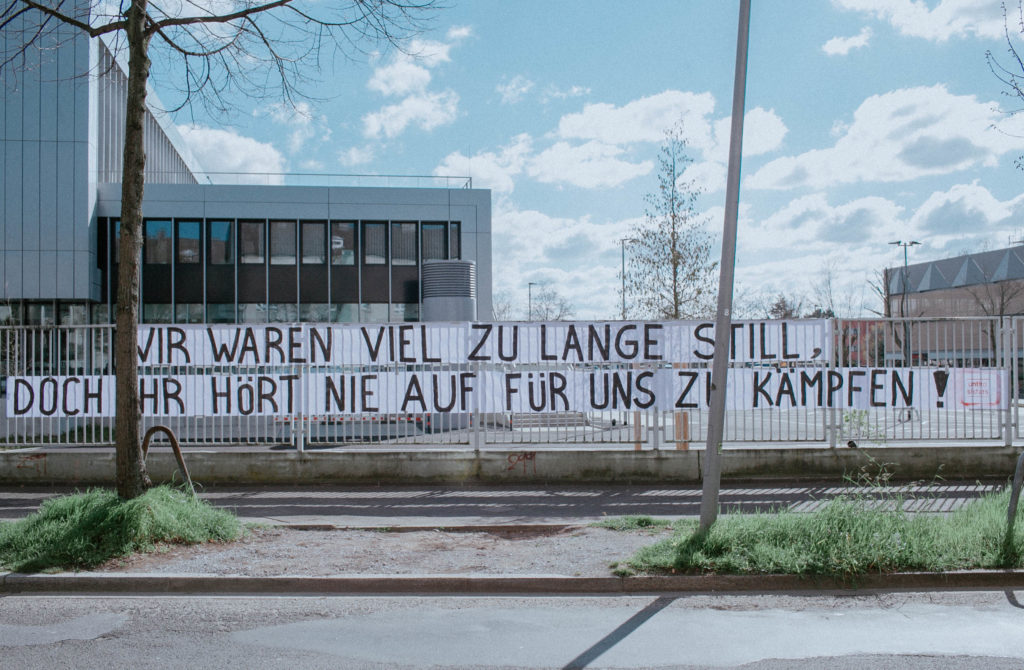 WIR WAREN VIEL ZU LANGE STILL,
DOCH IHR HÖRT NIE AUF FÜR UNS ZU KÄMPFEN!